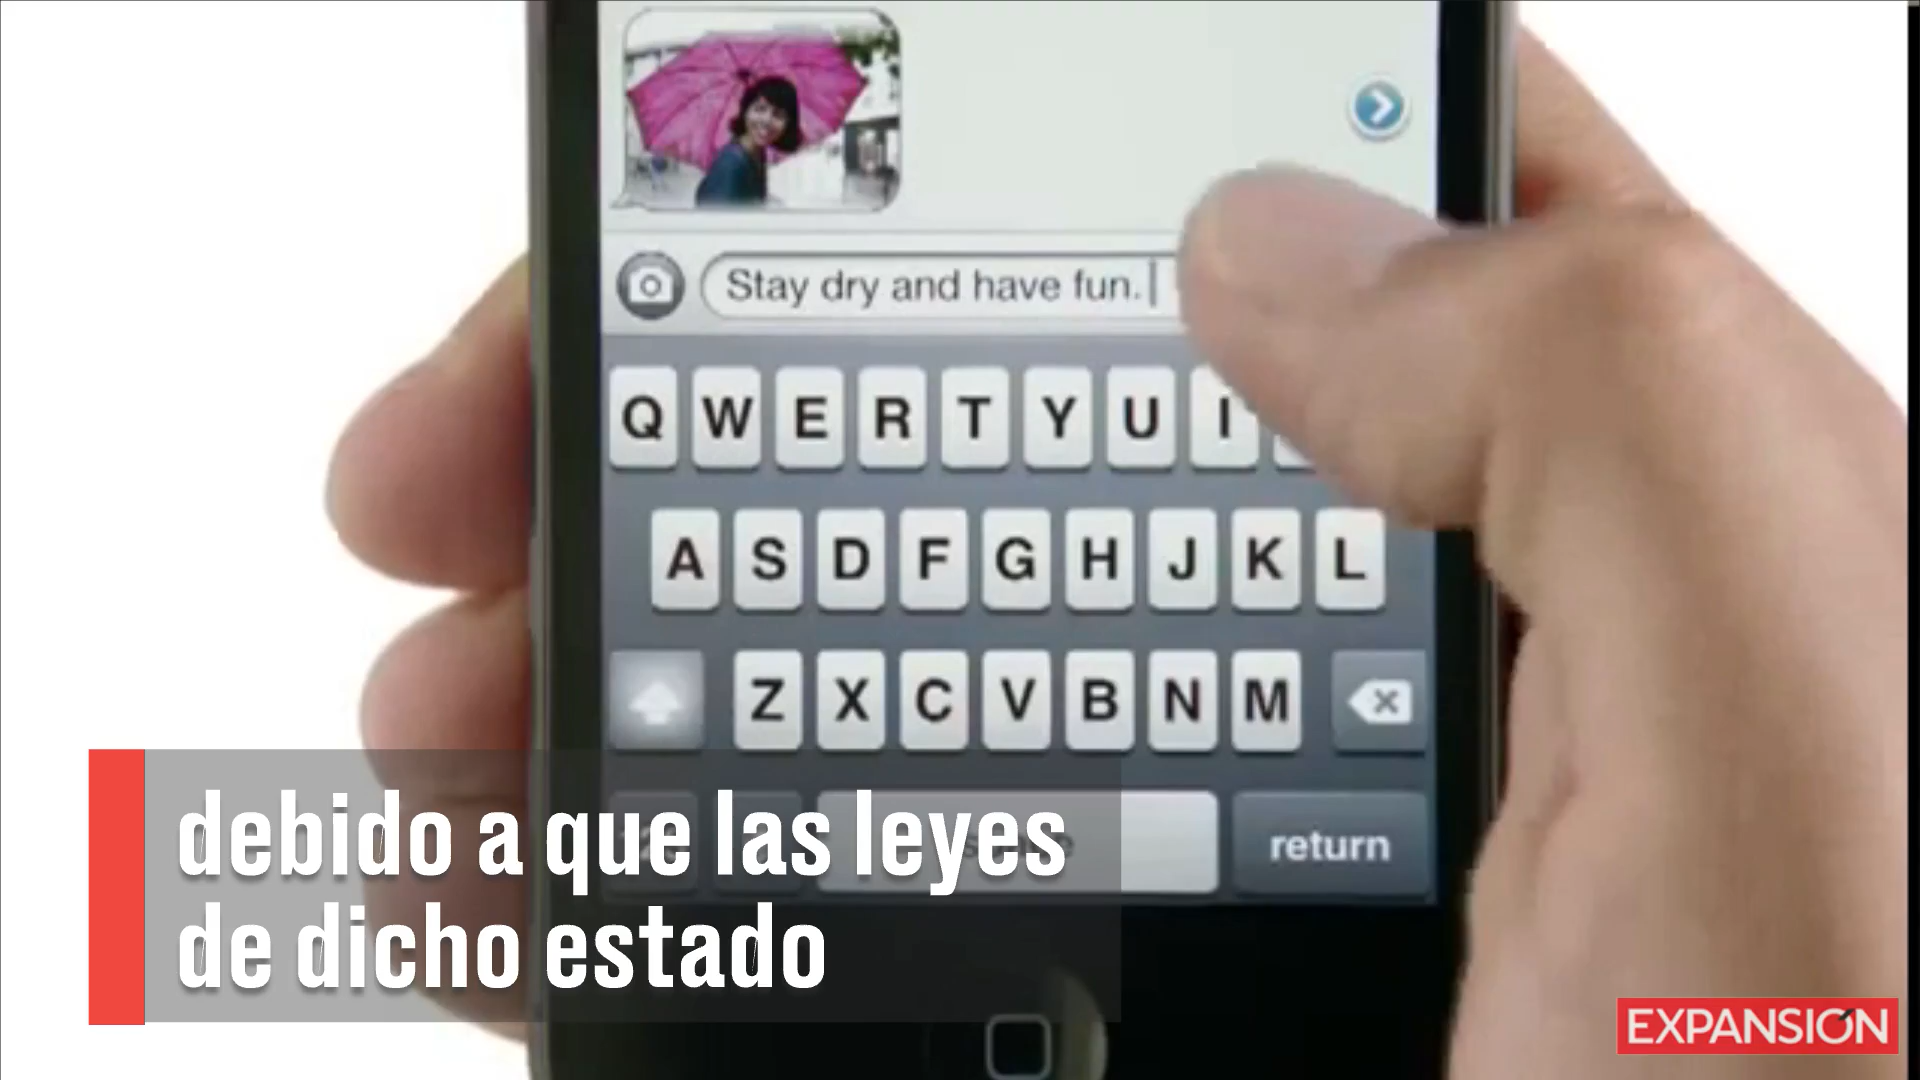 Stay dry and have fun.
Q W E R T Y U I
A S D F G H J K L
Z X C V B N M
return
debido a que las leyes
de dicho estado
EXPANSIÓN